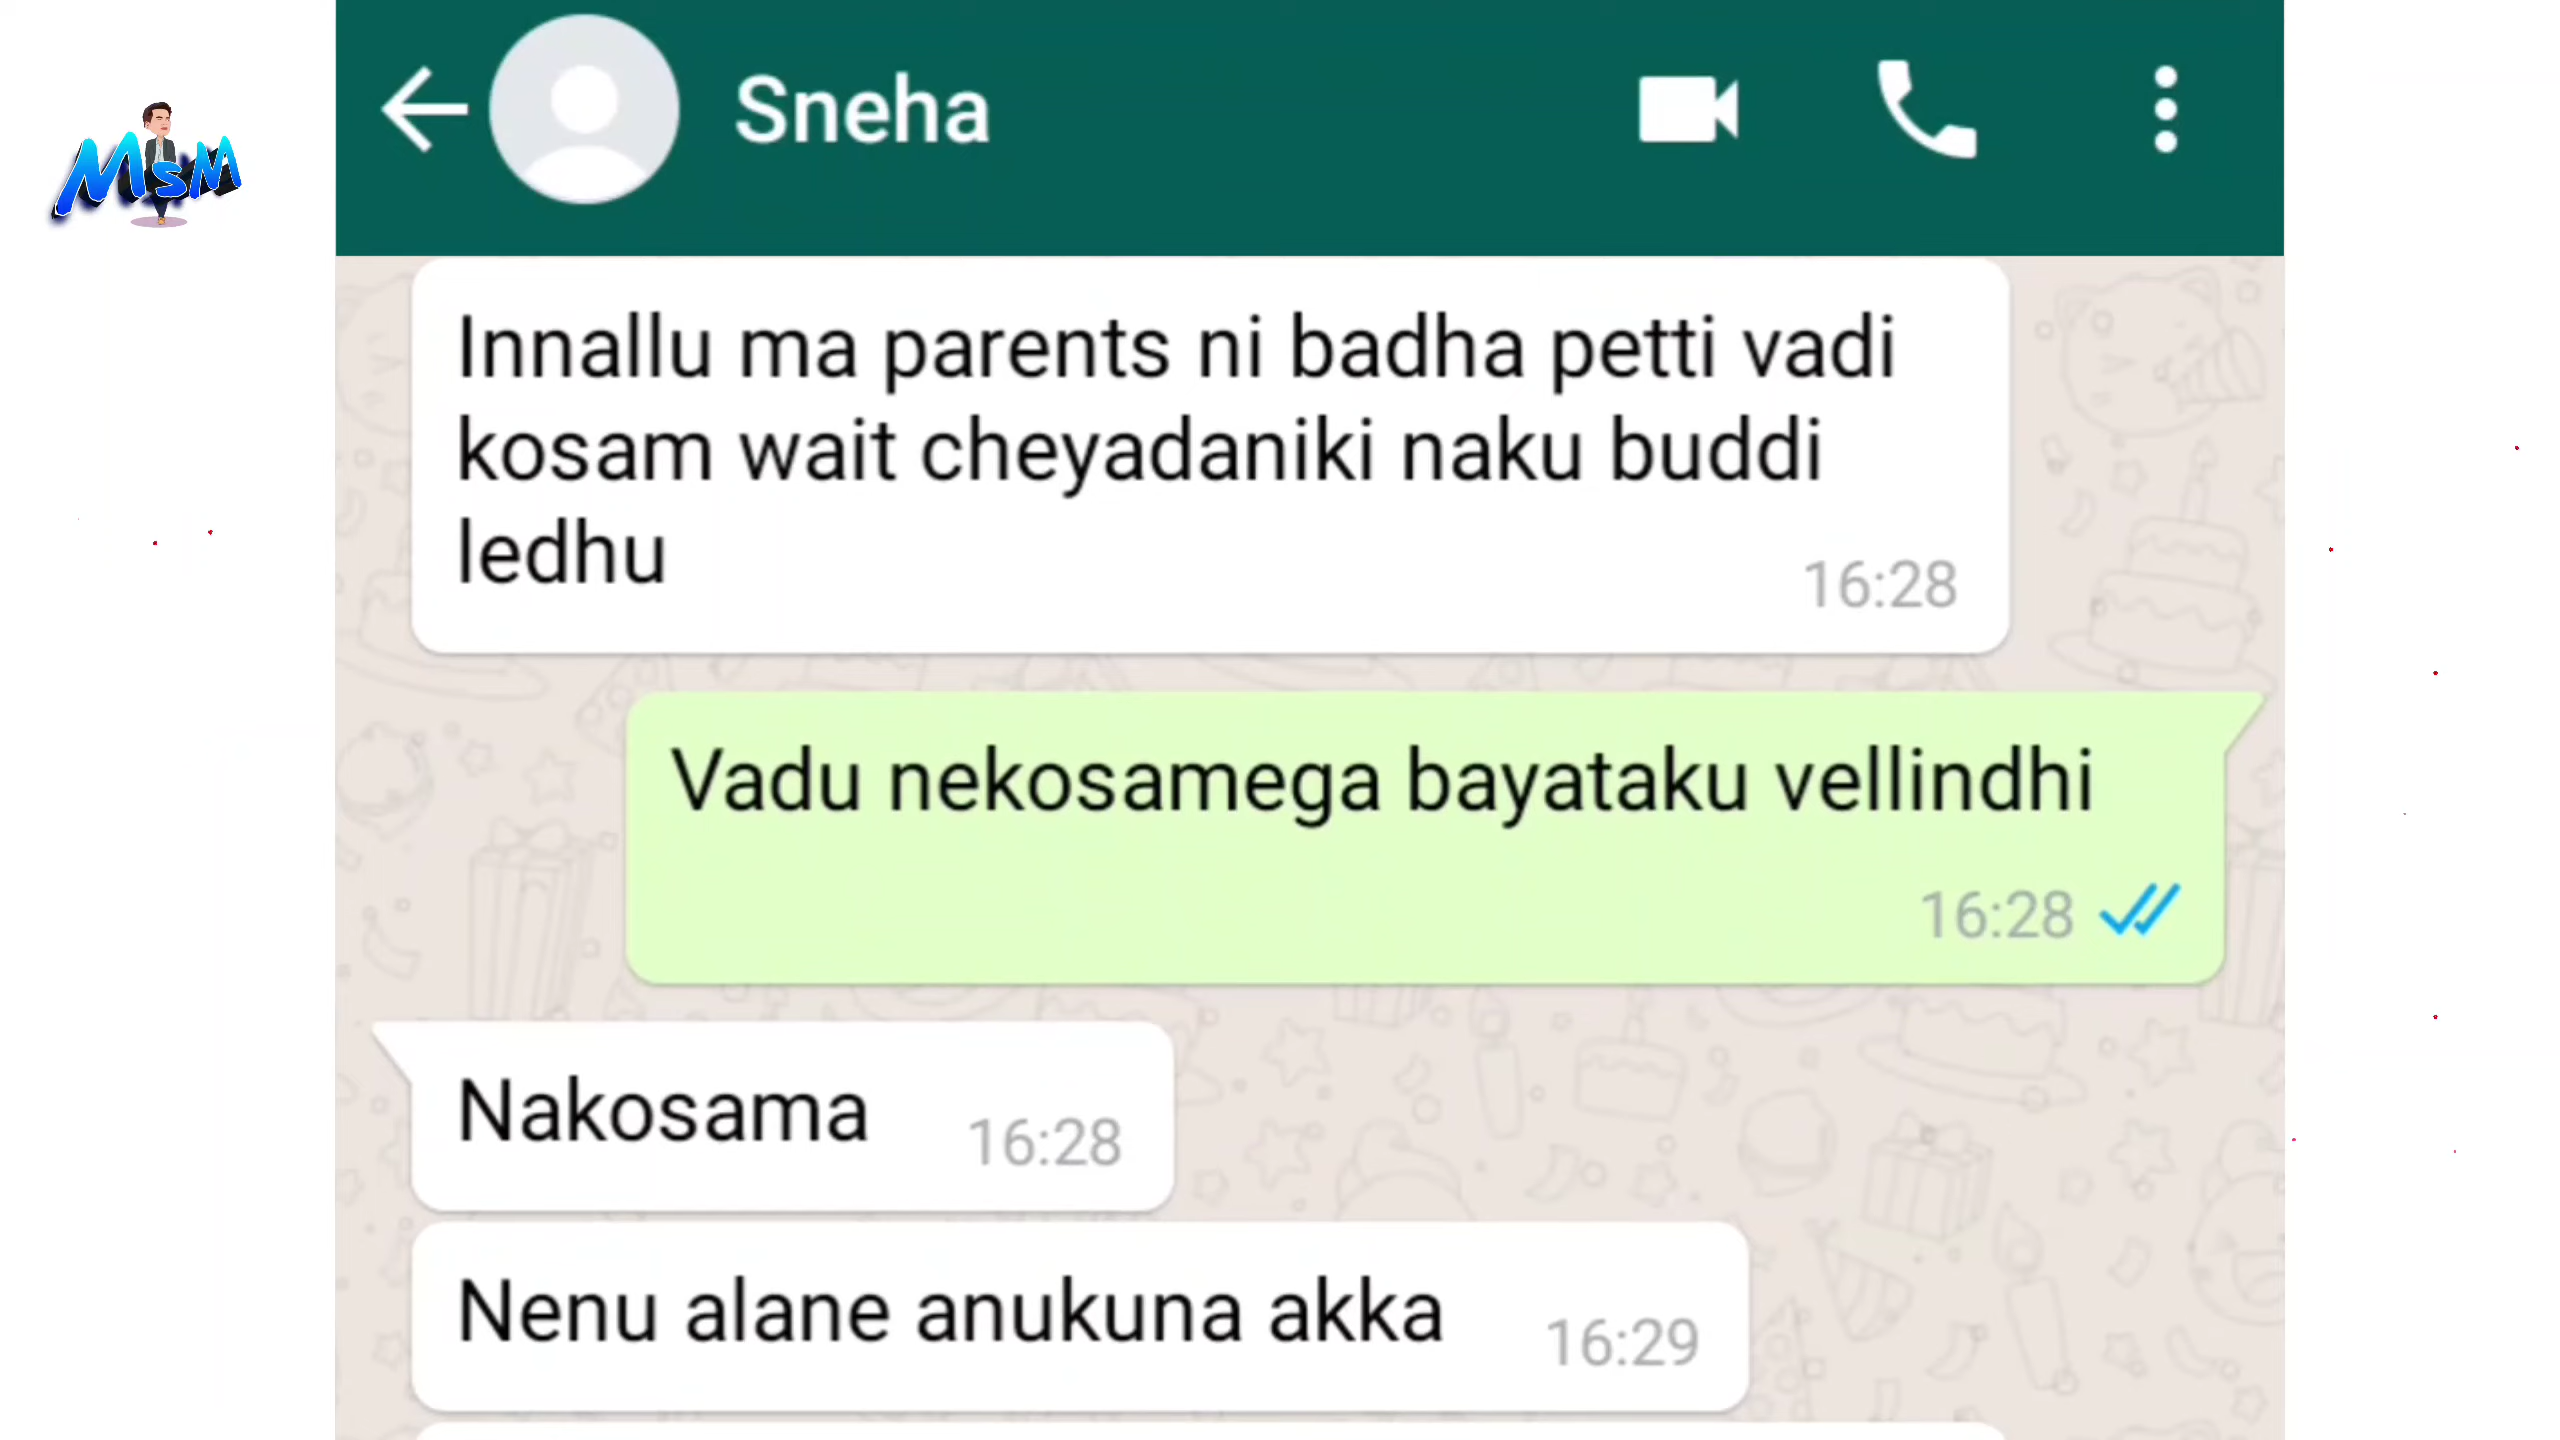 MsM
Sneha
Innallu ma parents ni badha petti vadi
kosam wait cheyadaniki naku buddi
ledhu
16:28
Vadu nekosamega bayataku vellindhi
16:28
Nakosama
16:28
Nenu alane anukuna akka
16:29